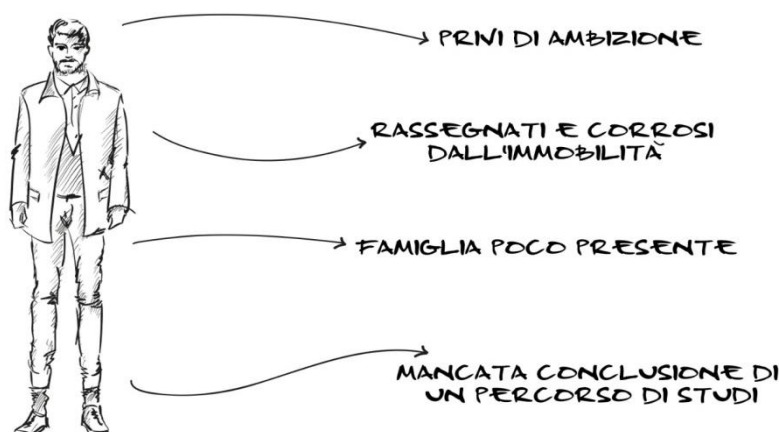 PRIVI DI AMBIZIONE
RASSEGNATI E CORROSI
DALL'IMMOBILITÀ
FAMIGLIA POCO PRESENTE
MANCATA CONCLUSIONE DI
UN PERCORSO DI STUDI